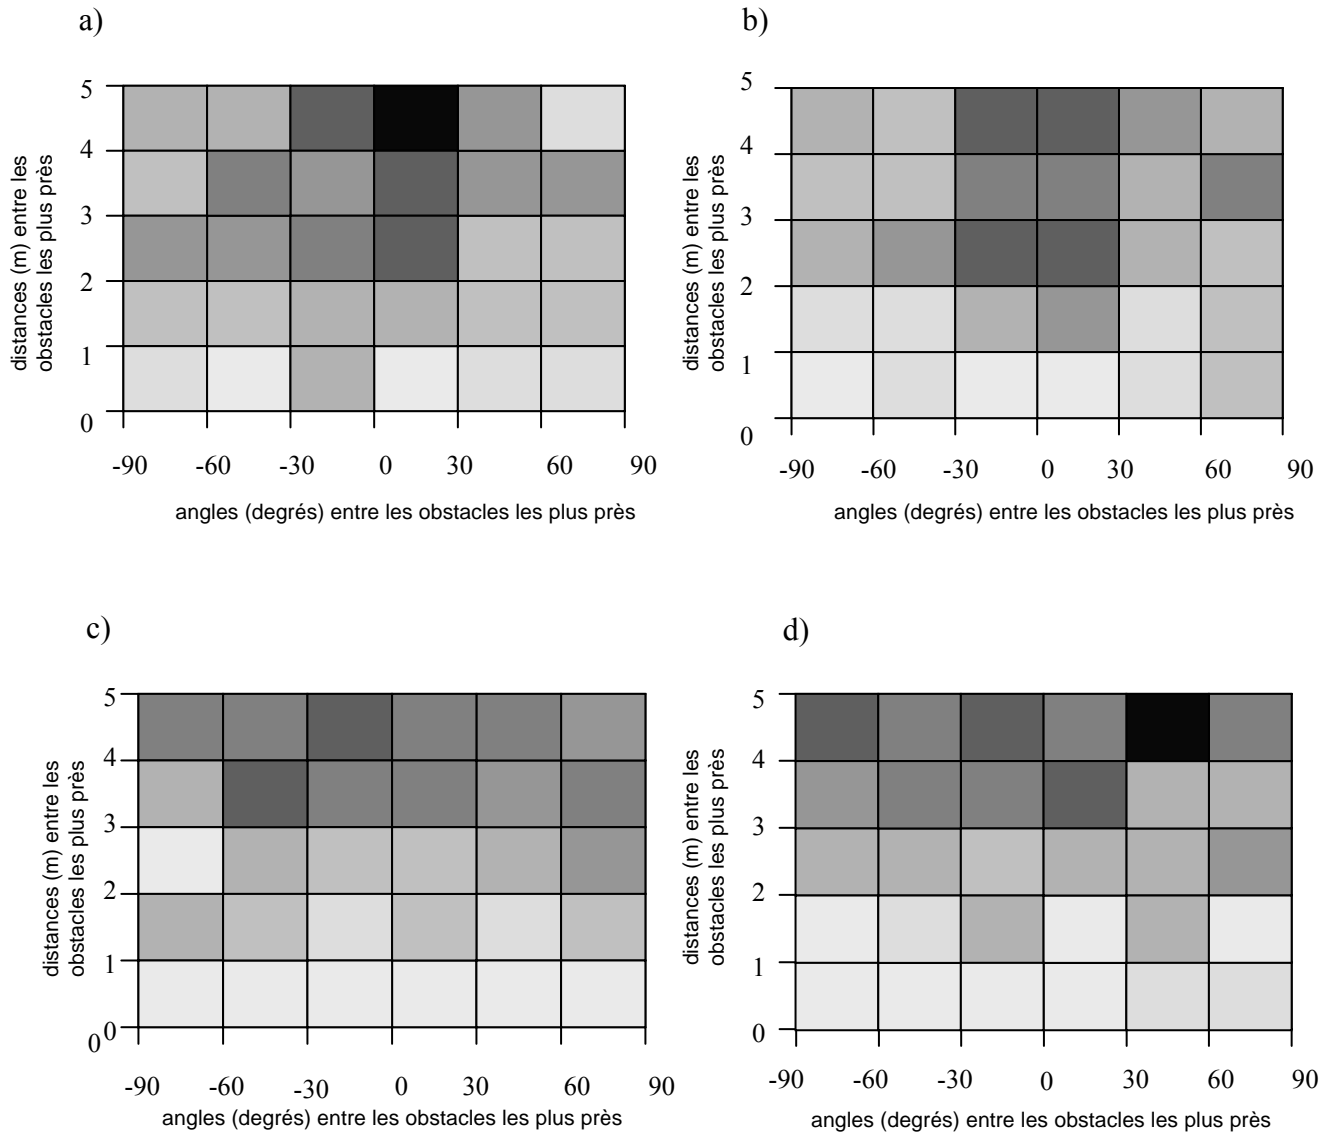 a)
distances (m) entre les
obstacles les plus près
5
4
3
2
1
0
-90 -60 -30 0 30 60 90
angles (degrés) entre les obstacles les plus près
b)
distances (m) entre les
obstacles les plus près
5
4
3
2
1
0
-90 -60 -30 0 30 60 90
angles (degrés) entre les obstacles les plus près
c)
distances (m) entre les
obstacles les plus près
5
4
3
2
1
0
0
-90 -60 -30 0 30 60 90
angles (degrés) entre les obstacles les plus près
d)
distances (m) entre les
obstacles les plus près
5
4
3
2
1
0
-90 -60 -30 0 30 60 90
angles (degrés) entre les obstacles les plus près